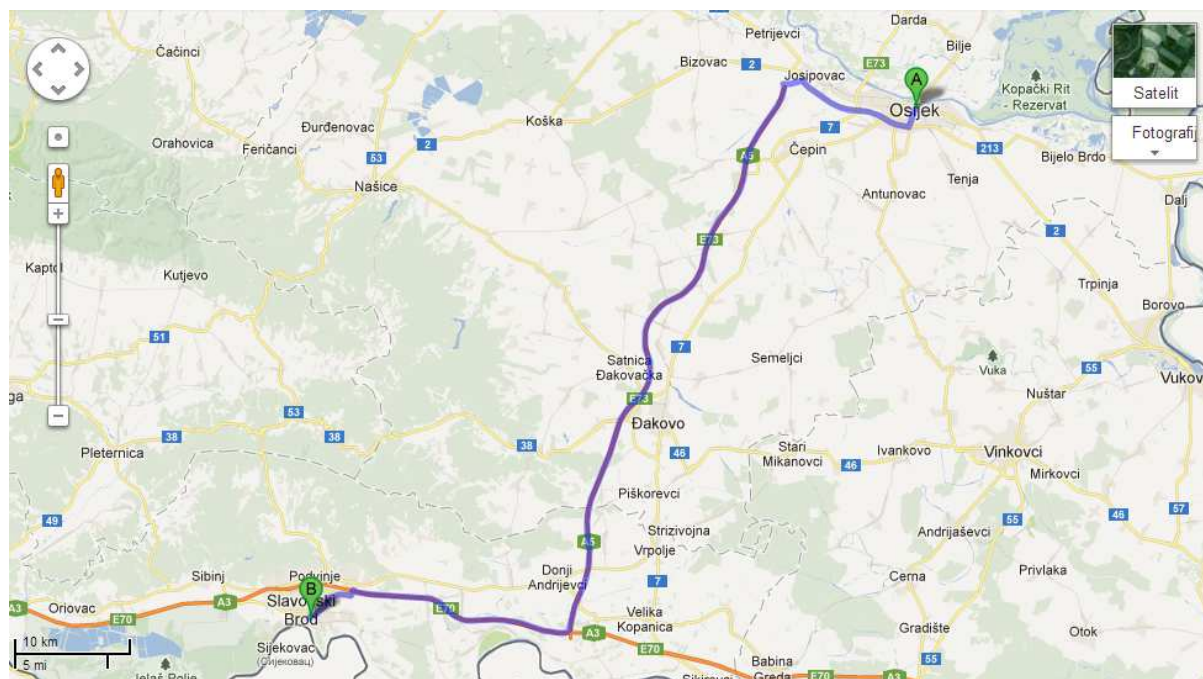 Darda
Čačinci
Petrijevci
Bilje
E73
Bizovac
2
Josipovac
A
Satelit
Kopački Rit
- Rezervat
Osijek
Koška
Đurđenovac
7
Fotografij
Orahovica
Feričanci
53
2
A5
Čepin
213
Bijelo Brdo
Našice
Antunovac
Tenja
Dalj
2
E73
Kaptol
Kutjevo
Trpinja
Borovo
51
7
Satnica
Đakovačka
Semeljci
Vuka
55
Vukov
E73
Nuštar
ga
53
Đakovo
38
38
Pleternica
46
Stari
Mikanovci
46
Ivankovo
Vinkovci
Mirkovci
Piškorevci
49
46
57
Strizivojna
Andrijaševci
55
A5
Vrpolje
Donji
Andrijevci
Sibinj
Podvinje
7
Cerna
Privlaka
B
Slavonski
Brod
A3
Oriovac
A3
E70
E70
Velika
Kopanica
A3
Gradište
Otok
10 km
5 mi
Sijekovac
(Сијековац)
E70
55
Babina
Greda
A3
Jelaš Polje
Sikirevci
E70